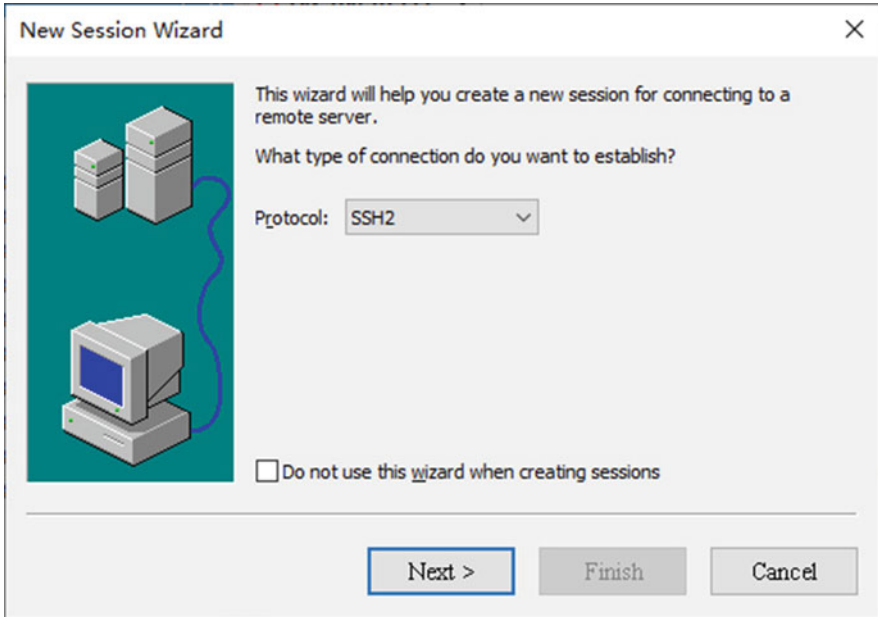 New Session Wizard
This wizard will help you create a new session for connecting to a
remote server.
What type of connection do you want to establish?
Protocol: SSH2
Do not use this wizard when creating sessions
Next > Finish Cancel